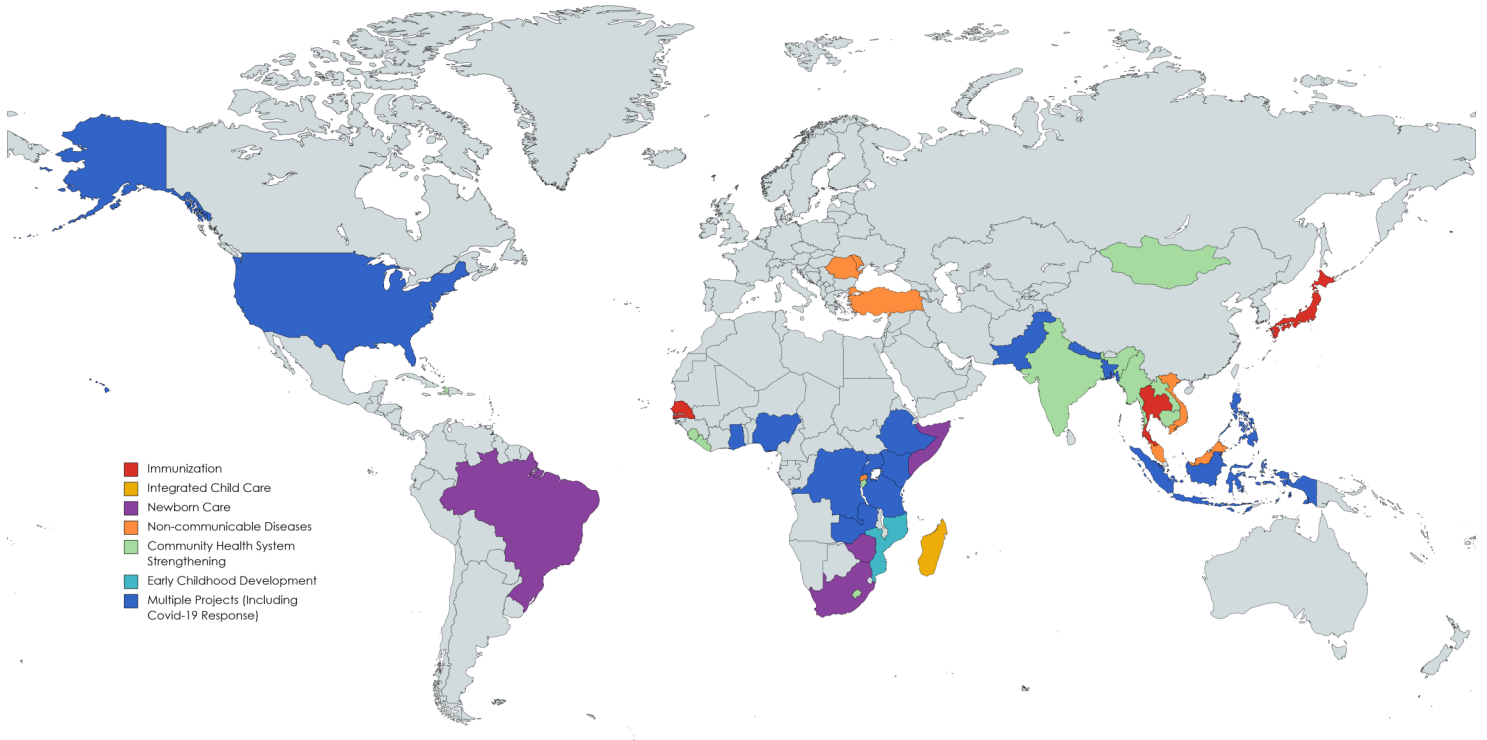 Immunization
Integrated Child Care
Newborn Care
Non-communicable Diseases
Community Health System
Strengthening
Early Childhood Development
Multiple Projects (Including
Covid-19 Response)